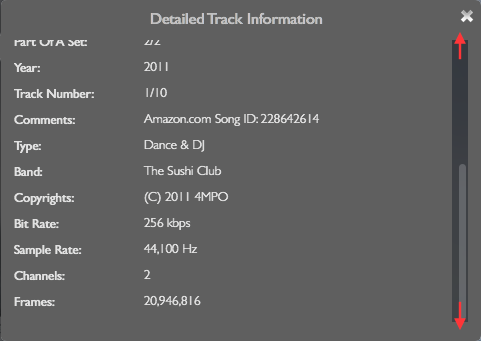 Detailed Track Information
Part Of A Set: 2/2
Year: 2011
Track Number: 1/10
Comments: Amazon.com Song ID: 228642614
Type: Dance & DJ
Band: The Sushi Club
Copyrights: (C) 2011 4MPO
Bit Rate: 256 kbps
Sample Rate: 44,100 Hz
Channels: 2
Frames: 20,946,816